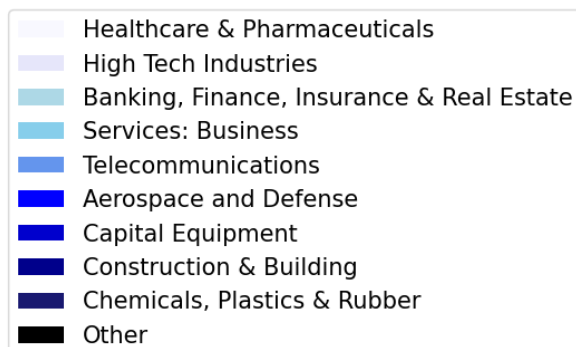 Healthcare & Pharmaceuticals
High Tech Industries
Banking, Finance, Insurance & Real Estate
Services: Business
Telecommunications
Aerospace and Defense
Capital Equipment
Construction & Building
Chemicals, Plastics & Rubber
Other